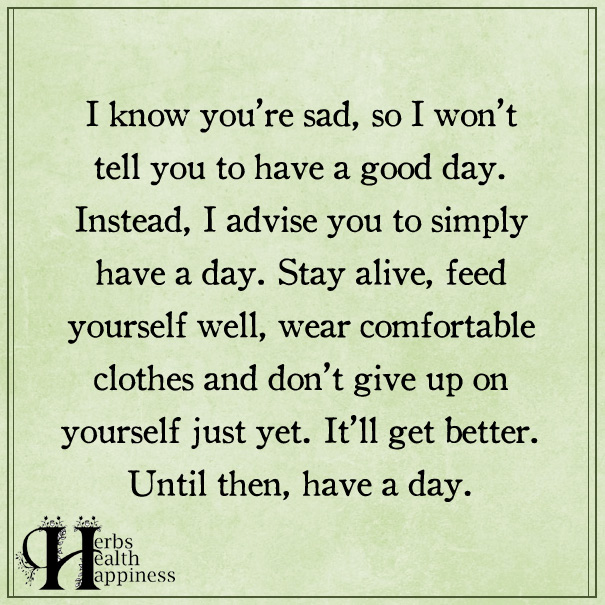 I know you’re sad, so I won’t
tell you to have a good day.
Instead, I advise you to simply
have a day. Stay alive, feed
yourself well, wear comfortable
clothes and don’t give up on
yourself just yet. It’ll get better.
Until then, have a day.
Herbs
Health
Happiness